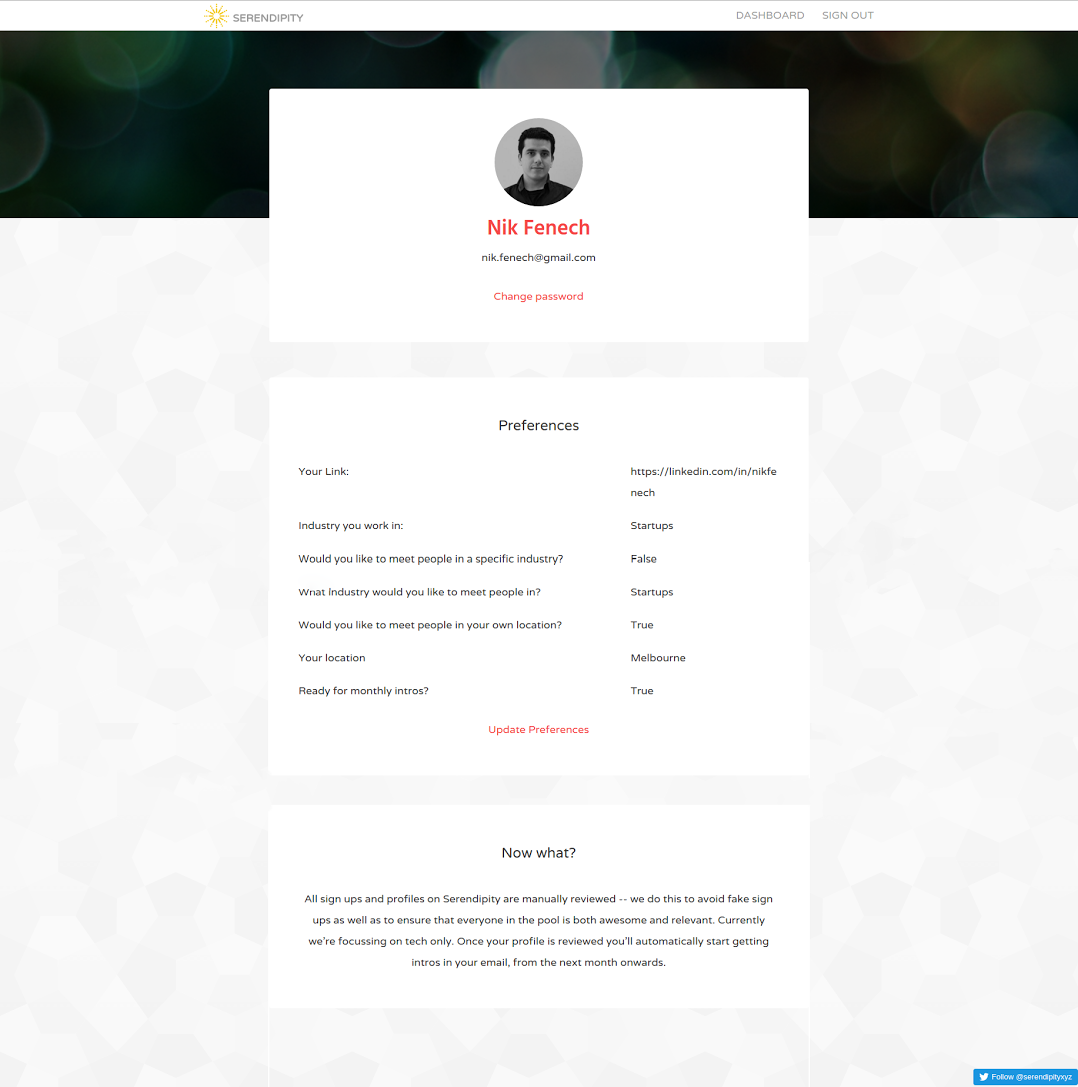 SERENDIPITY
DASHBOARD SIGN OUT
Nik Fenech
nik.fenech@gmail.com
Change password
Preferences
Your Link: https://linkedin.com/in/nikfe
nech
Industry you work in: Startups
Would you like to meet people in a specific industry? False
Wnat Industry would you like to meet people in? Startups
Would you like to meet people in your own location? True
Your location Melbourne
Ready for monthly intros? True
Update Preferences
Now what?
All sign ups and profiles on Serendipity are manually reviewed -- we do this to avoid fake sign
ups as well as to ensure that everyone in the pool is both awesome and relevant. Currently
we're focussing on tech only. Once your profile is reviewed you'll automatically start getting
intros in your email, from the next month onwards.
Follow @serendipityxyz